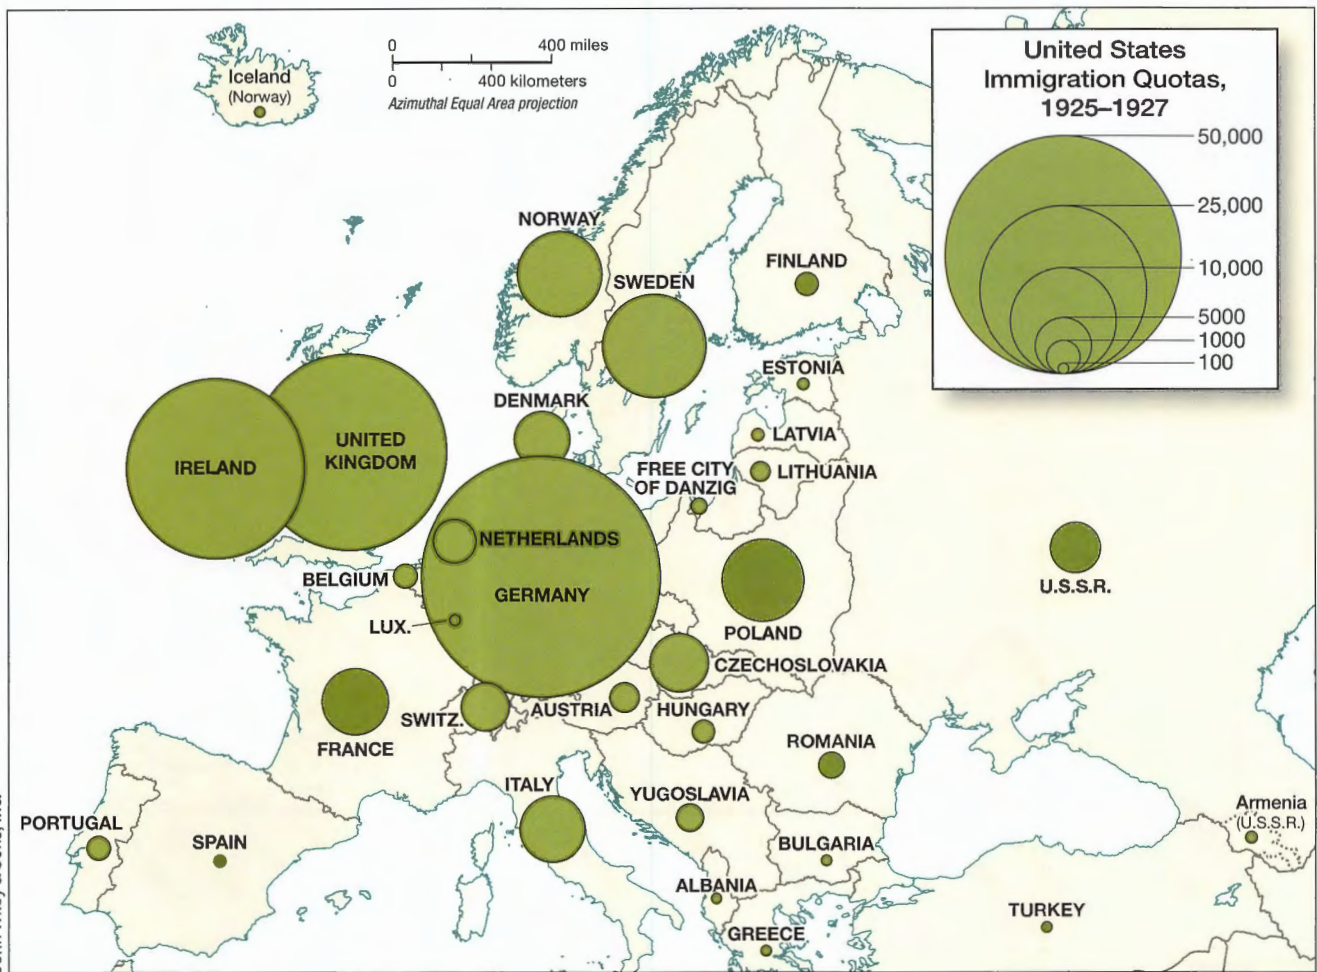 Iceland
(Norway)
0 400 miles
0 400 kilometers
Azimuthal Equal Area projection
United States
Immigration Quotas,
1925–1927
50,000
25,000
10,000
5000
1000
100
NORWAY
SWEDEN
FINLAND
ESTONIA
DENMARK
LATVIA
UNITED
KINGDOM
IRELAND
FREE CITY
OF DANZIG
LITHUANIA
NETHERLANDS
BELGIUM
GERMANY
U.S.S.R.
LUX.
POLAND
CZECHOSLOVAKIA
SWITZ.
AUSTRIA
HUNGARY
FRANCE
ROMANIA
ITALY
YUGOSLAVIA
Armenia
(U.S.S.R.)
PORTUGAL
SPAIN
BULGARIA
ALBANIA
TURKEY
GREECE